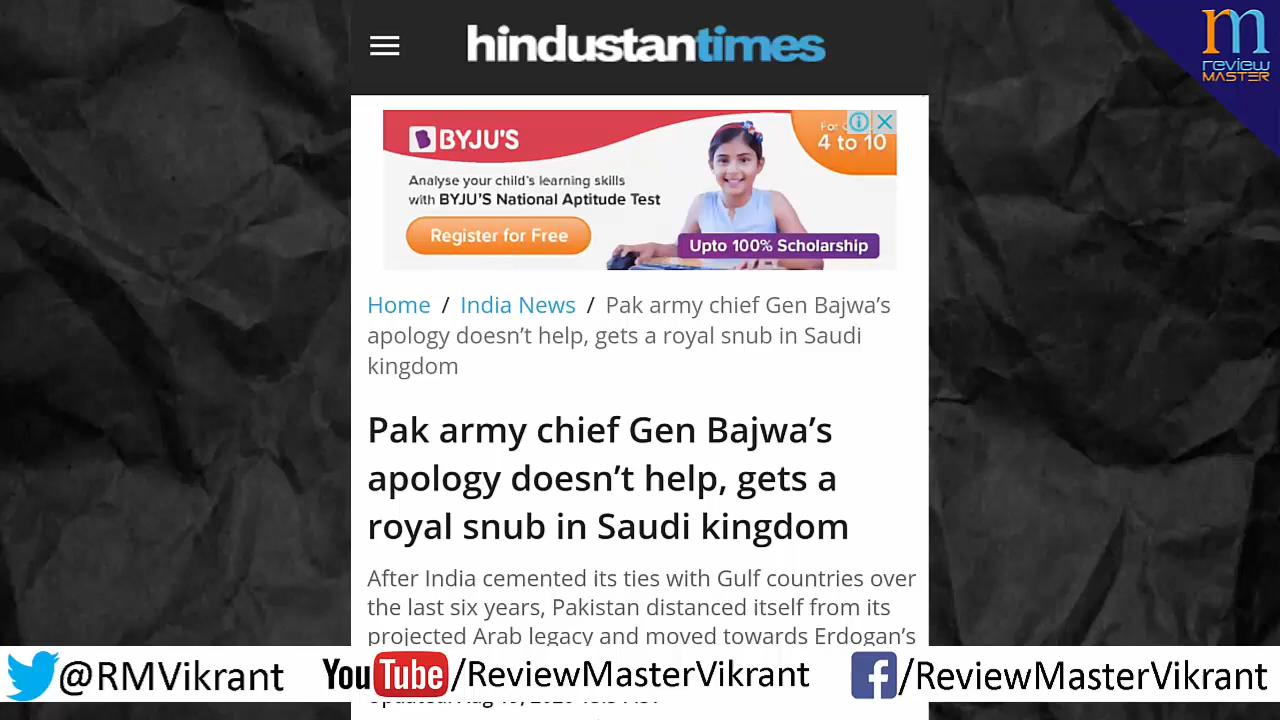 hindustantimes
m
review
MASTER
BYJU'S
4 to 10
Analyse your child's learning skills
with BYJU'S National Aptitude Test
Register for Free
Upto 100% Scholarship
Home / India News / Pak army chief Gen Bajwa's
apology doesn't help, gets a royal snub in Saudi
kingdom
Pak army chief Gen Bajwa's
apology doesn't help, gets a
royal snub in Saudi kingdom
After India cemented its ties with Gulf countries over
the last six years, Pakistan distanced itself from its
projected Arab legacy and moved towards Erdogan's
@RMVikrant
YouTube/ReviewMasterVikrant
f/ReviewMasterVikrant